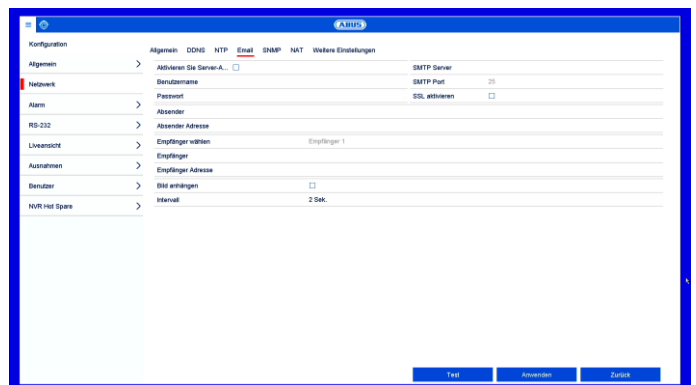 ABUS
Konfiguration
Allgemein
Netzwerk
Alarm
RS-232
Liveansicht
Ausnahmen
Benutzer
NVR Hot Spare
Allgemein DDNS NTP Email SNMP NAT Weitere Einstellungen
Aktivieren Sie Server-A... SMTP Server
Benutzername SMTP Port 25
Passwort SSL aktivieren
Absender
Absender Adresse
Empfänger wählen Empfänger 1
Empfänger
Empfänger Adresse
Bild anhängen
Intervall 2 Sek.
Test Anwenden Zurück